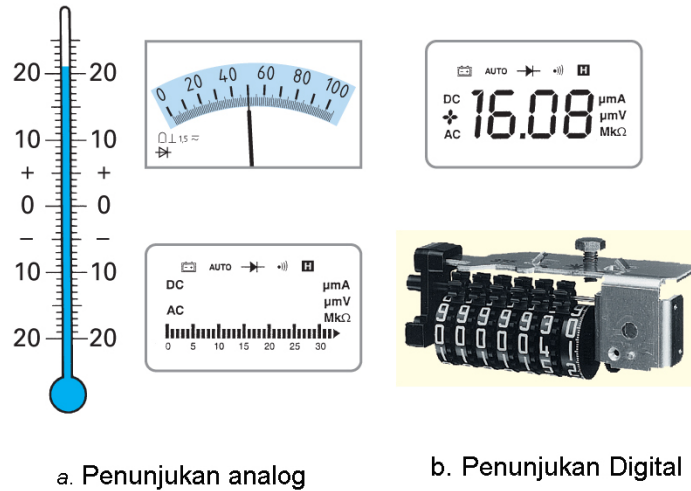 20 20
10 10
+ +
0 0
− −
10 10
20 20
0 20 40 60 80 100
1,5
AUTO H
DC µmA
µmV
AC MkΩ
0 5 10 15 20 25 30
a. Penunjukan analog
AUTO H
DC 16.08 µmA
µmV
AC MkΩ
b. Penunjukan Digital